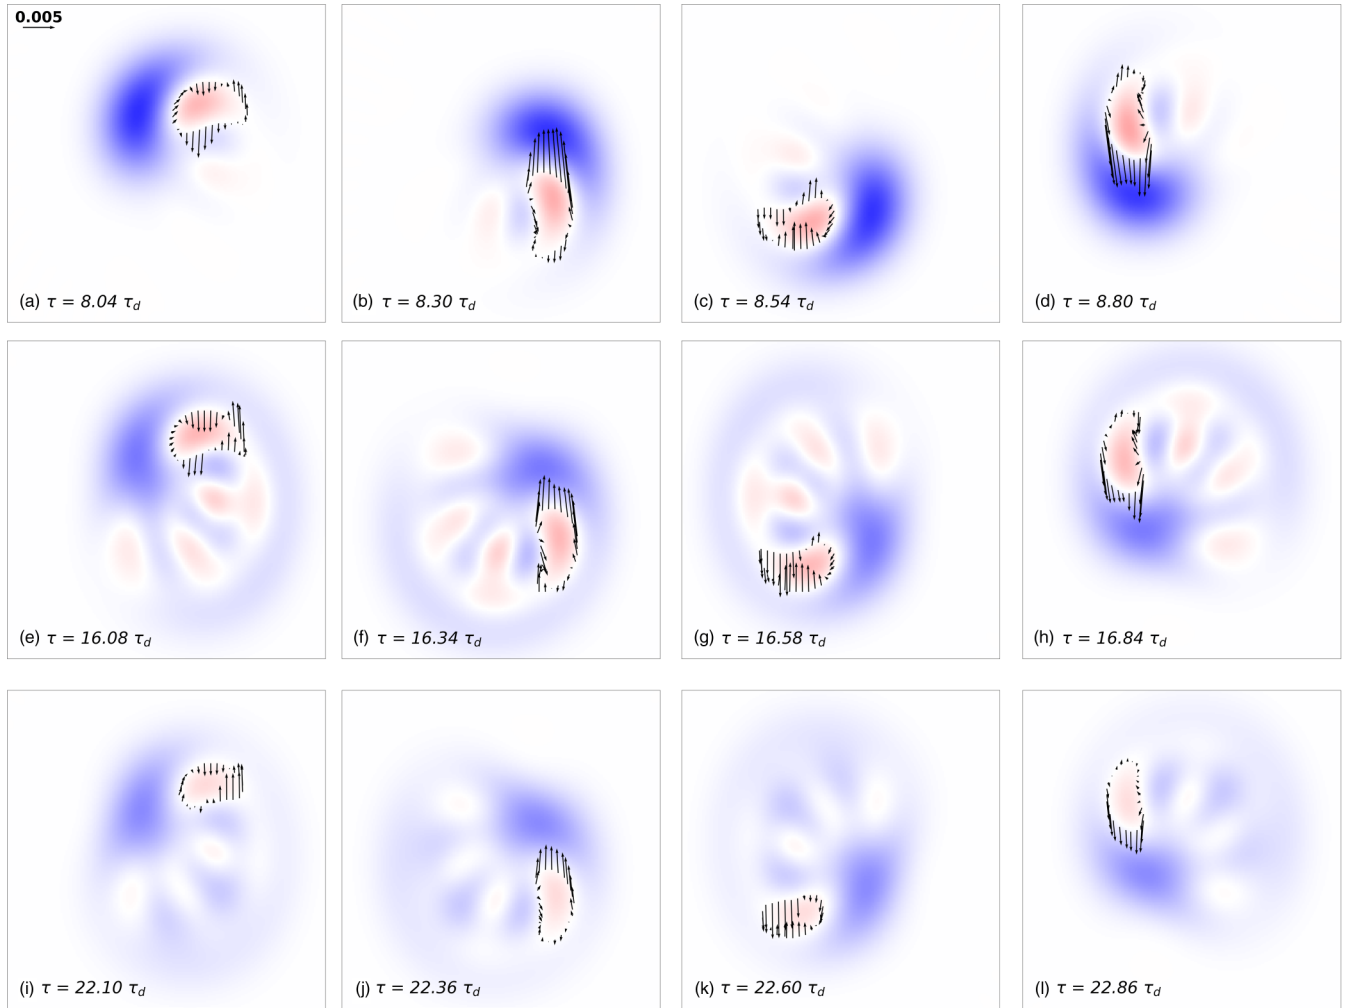 0.005
(a) τ = 8.04 τd
(b) τ = 8.30 τd
(c) τ = 8.54 τd
(d) τ = 8.80 τd
(e) τ = 16.08 τd
(f) τ = 16.34 τd
(g) τ = 16.58 τd
(h) τ = 16.84 τd
(i) τ = 22.10 τd
(j) τ = 22.36 τd
(k) τ = 22.60 τd
(l) τ = 22.86 τd